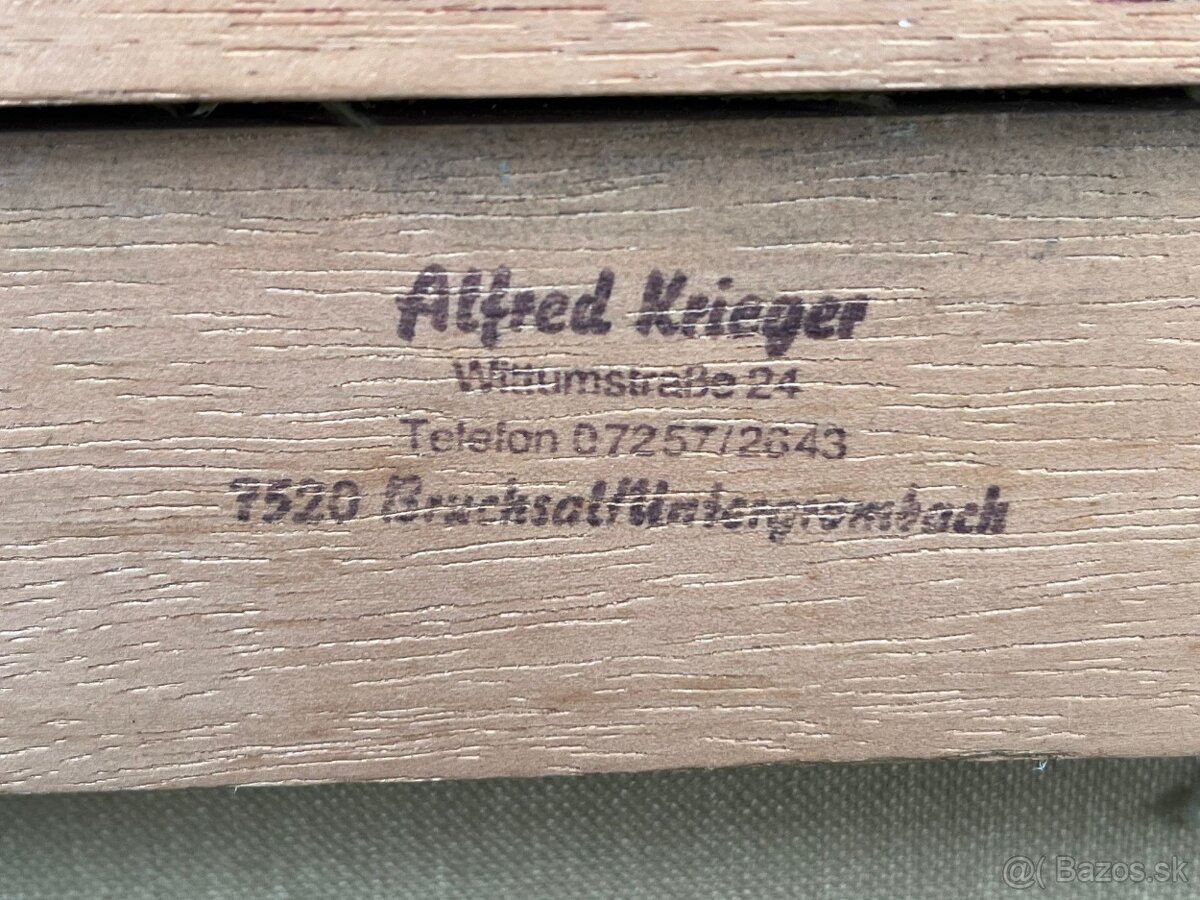 Alfred Krieger
Wittumstraße 24
Telefon 07257/2643
7520 Bruchsal/Untergrombach
@( Bazos.sk